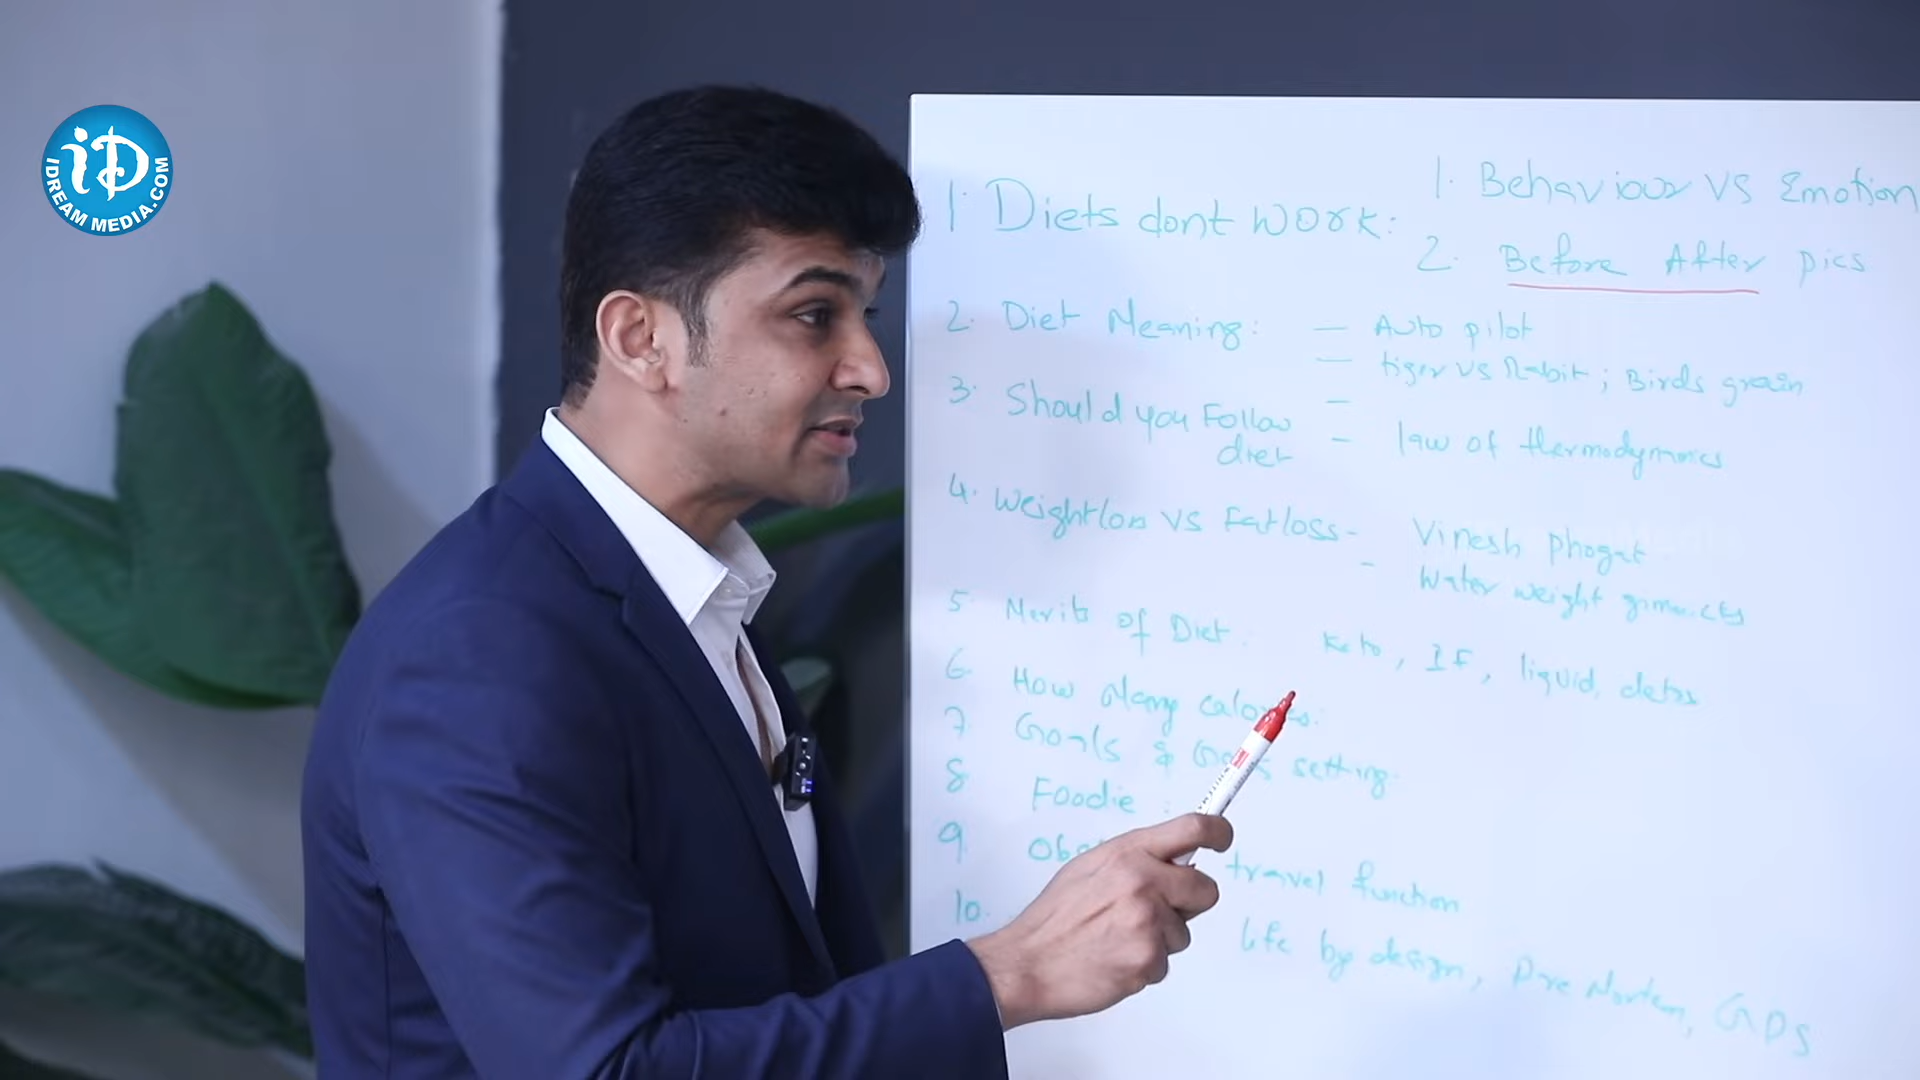 iD
IDREAM MEDIA.COM
1. Diets dont work: 1. Behaviour vs Emotion
2. Before After pics
2. Diet Meaning: — Auto pilot
— tiger vs Rabit; Birds grain
3. Should you Follow diet — law of thermodynamics
4. Weightloss vs Fatloss - Vinesh phogat
- Water weight gimmicts
5. Merits of Diet: Keto, IF, liquid, detox
6. How Many calories:
7. Goals & Goals setting.
8. Foodie:
9. travel function
10. life by design, Pre Mortem, GPS